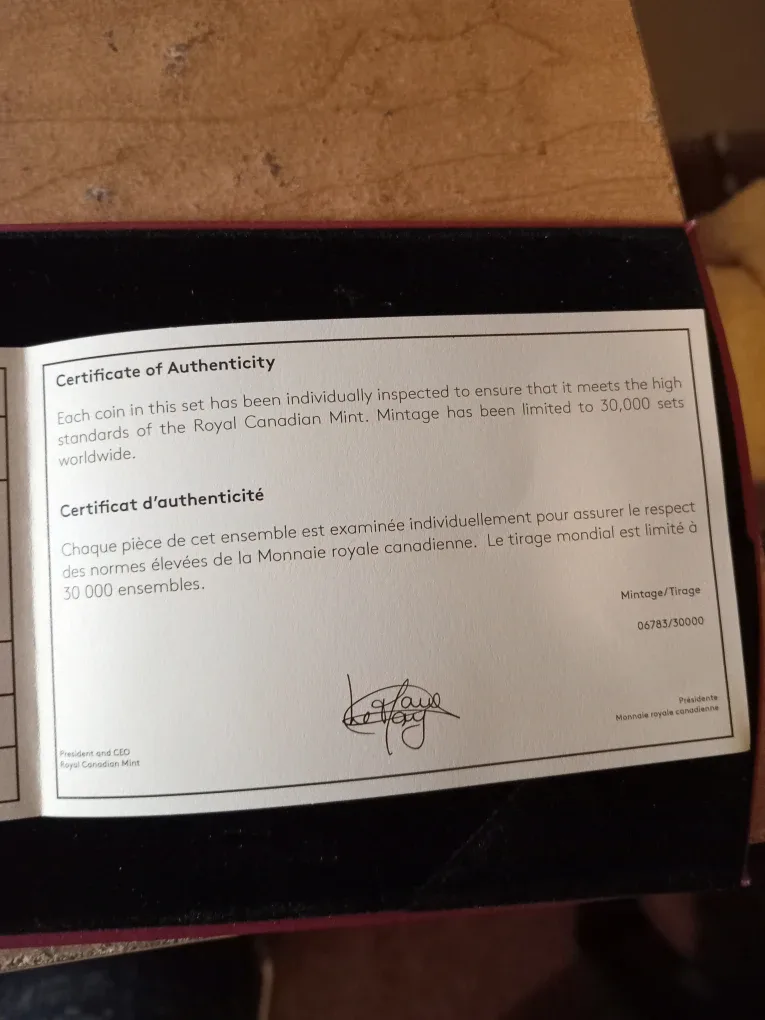 Certificate of Authenticity
Each coin in this set has been individually inspected to ensure that it meets the high
standards of the Royal Canadian Mint. Mintage has been limited to 30,000 sets
worldwide.
Certificat d'authenticité
Chaque pièce de cet ensemble est examinée individuellement pour assurer le respect
des normes élevées de la Monnaie royale canadienne. Le tirage mondial est limité à
30 000 ensembles.
Mintage/Tirage
06783/30000
President and CEO
Royal Canadian Mint
Présidente
Monnaie royale canadienne